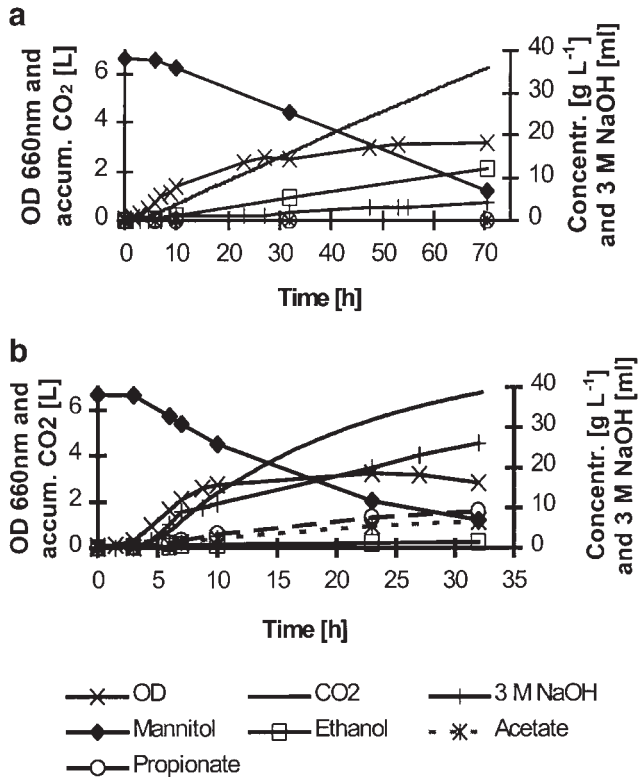 a
OD 660nm and
accum. CO2 [L]
6
4
2
0
40
30
20
10
0
Concentr. [g L-1]
and 3 M NaOH [ml]
0 10 20 30 40 50 60 70
Time [h]
b
OD 660nm and
accum. CO2 [L]
6
4
2
0
40
30
20
10
0
Concentr. [g L-1]
and 3 M NaOH [ml]
0 5 10 15 20 25 30 35
Time [h]
OD CO2 3 M NaOH
Mannitol Ethanol Acetate
Propionate